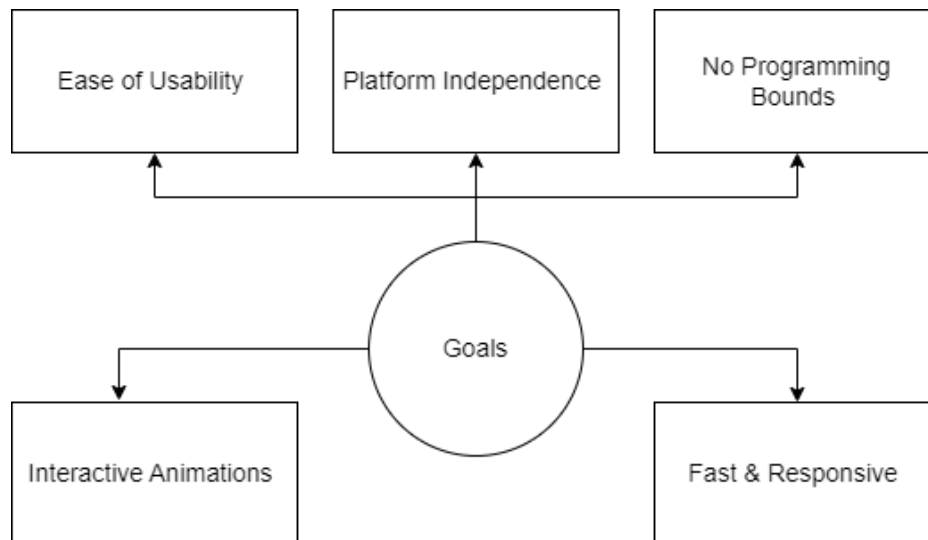 Ease of Usability
Platform Independence
No Programming
Bounds
Goals
Interactive Animations
Fast & Responsive